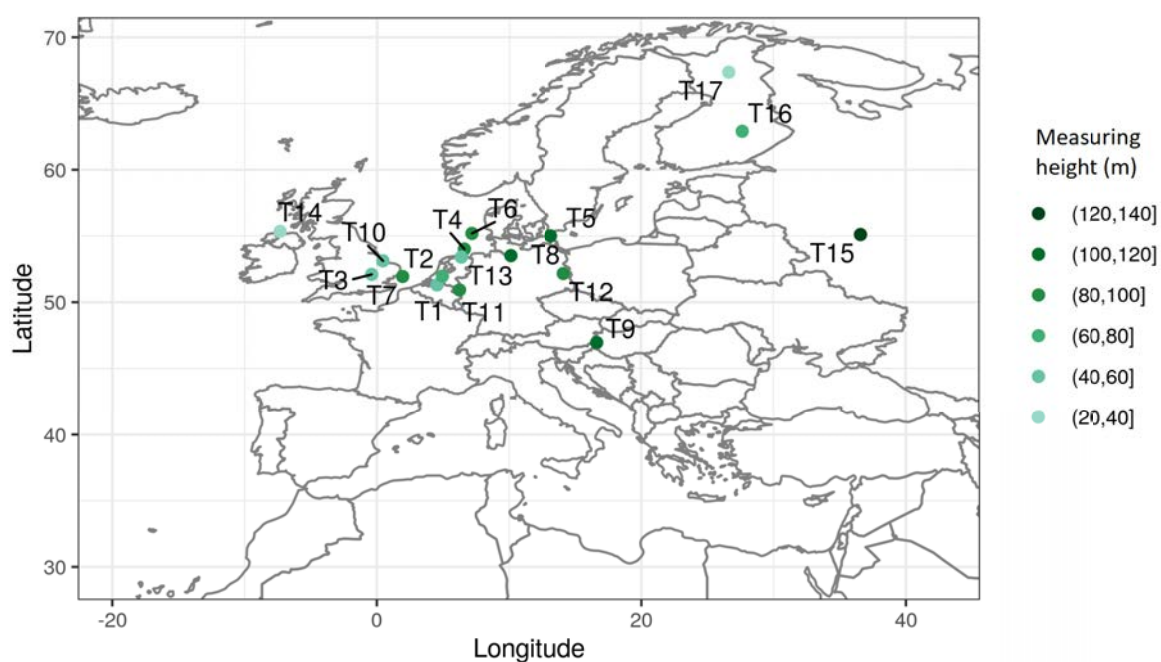 70
60
50
40
30
Latitude
-20
0
20
40
Longitude
T17
T16
T14
T10
T4
T6
T5
T2
T8
T15
T3
T7
T13
T12
T1
T11
T9
Measuring
height (m)
(120,140]
(100,120]
(80,100]
(60,80]
(40,60]
(20,40]